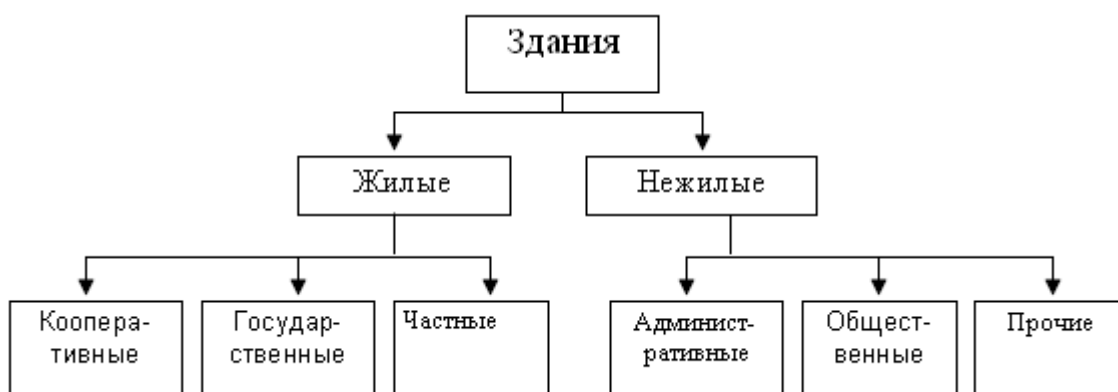 Здания
Жилые
Нежилые
Коопера-
тивные
Государ-
ственные
Частные
Админист-
ративные
Общест-
венные
Прочие